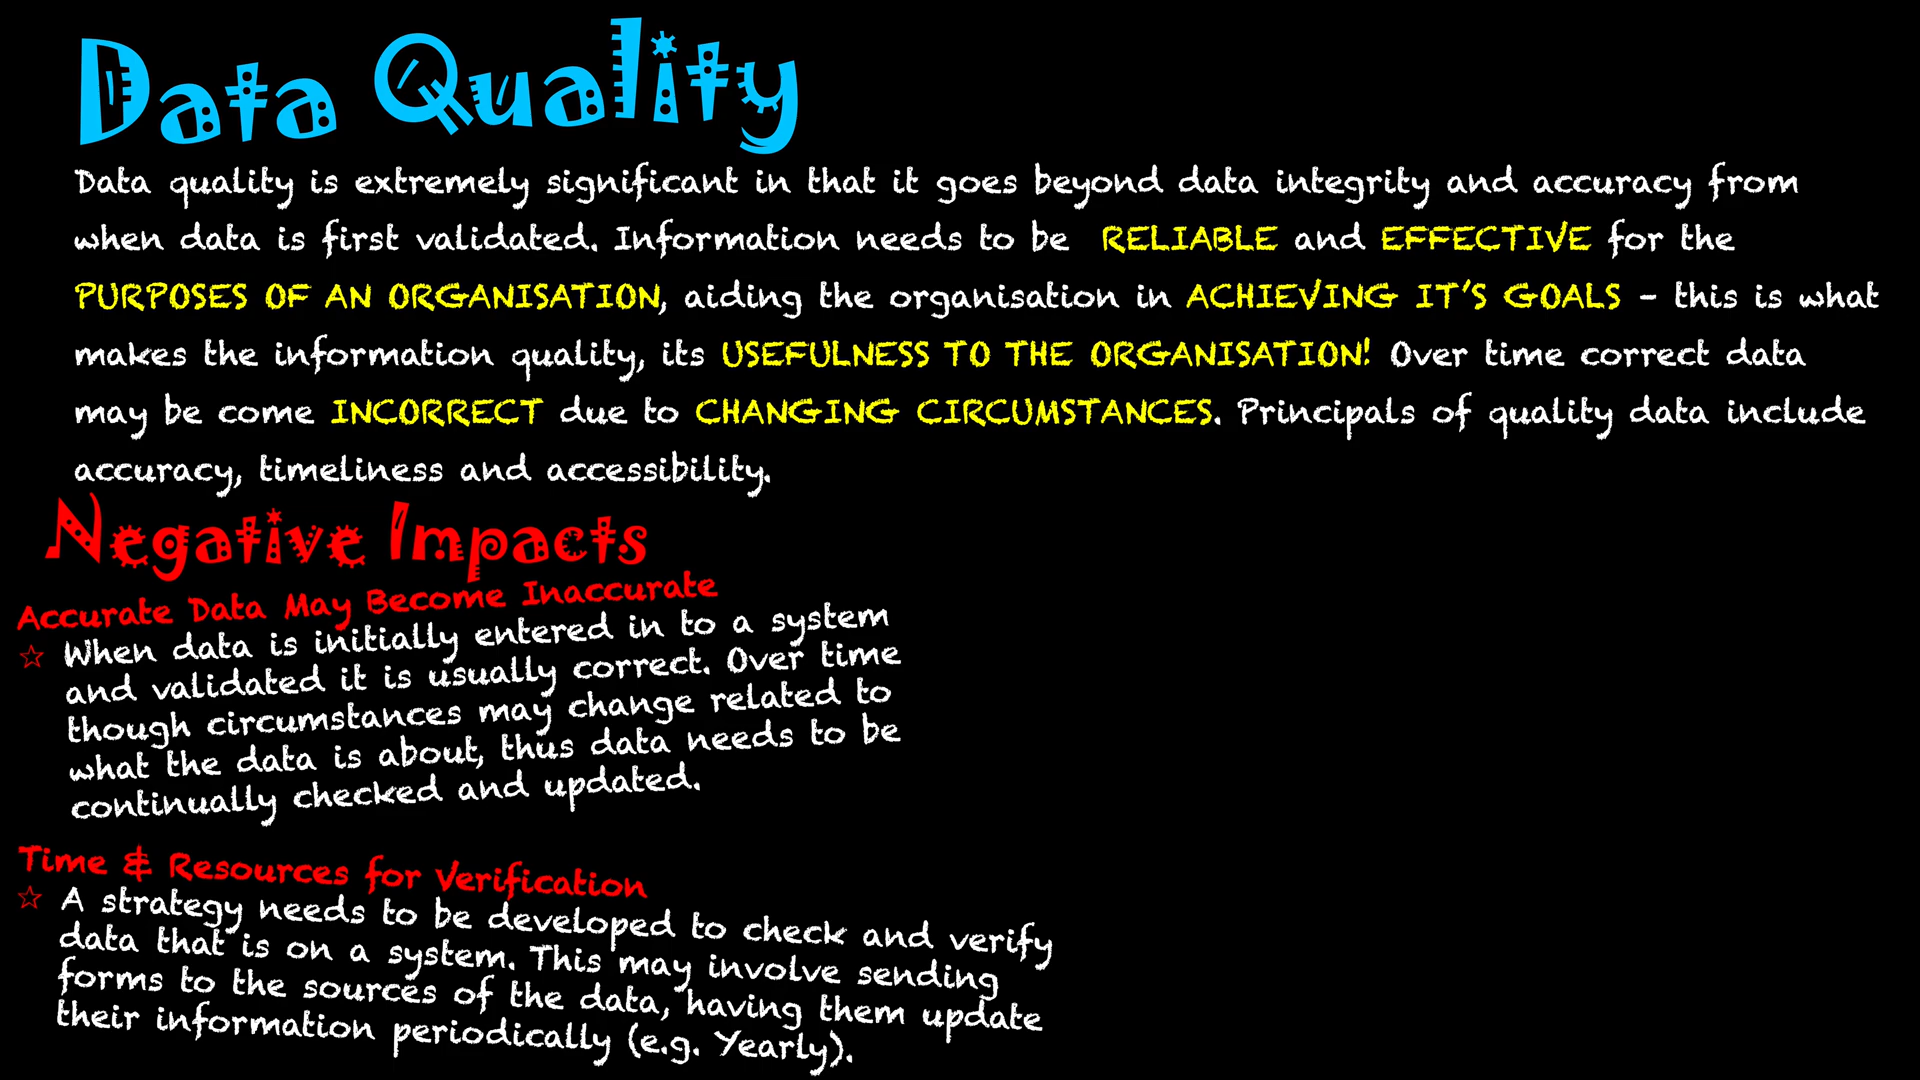 Data Quality
Data quality is extremely significant in that it goes beyond data integrity and accuracy from
when data is first validated. Information needs to be RELIABLE and EFFECTIVE for the
PURPOSES OF AN ORGANISATION, aiding the organisation in ACHIEVING IT'S GOALS – this is what
makes the information quality, its USEFULNESS TO THE ORGANISATION! Over time correct data
may be come INCORRECT due to CHANGING CIRCUMSTANCES. Principals of quality data include
accuracy, timeliness and accessibility.
Negative Impacts
Accurate Data May Become Inaccurate
☆ When data is initially entered in to a system
and validated it is usually correct. Over time
though circumstances may change related to
what the data is about, thus data needs to be
continually checked and updated.
Time & Resources for Verification
☆ A strategy needs to be developed to check and verify
data that is on a system. This may involve sending
forms to the sources of the data, having them update
their information periodically (e.g. Yearly).